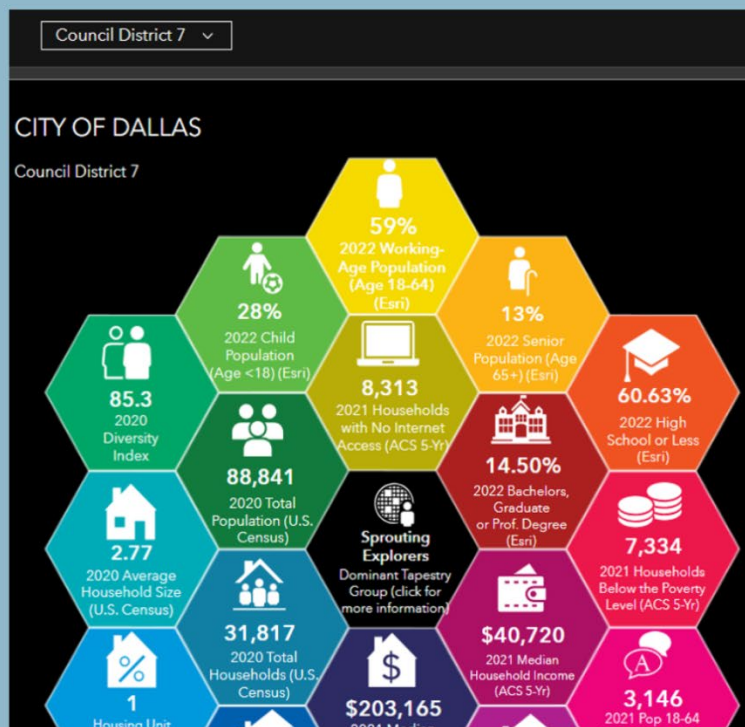 Council District 7
CITY OF DALLAS
Council District 7
59%
2022 Working-
Age Population
(Age 18-64)
(Esri)
28%
2022 Child
Population
(Age <18) (Esri)
13%
2022 Senior
Population (Age
65+) (Esri)
85.3
2020
Diversity
Index
8,313
2021 Households
with No Internet
Access (ACS 5-Yr)
60.63%
2022 High
School or Less
(Esri)
88,841
2020 Total
Population (U.S.
Census)
14.50%
2022 Bachelors,
Graduate
or Prof. Degree
(Esri)
2.77
2020 Average
Household Size
(U.S. Census)
Sprouting
Explorers
Dominant Tapestry
Group (click for
more information)
7,334
2021 Households
Below the Poverty
Level (ACS 5-Yr)
31,817
2020 Total
Households (U.S.
Census)
$40,720
2021 Median
Household Income
(ACS 5-Yr)
%
1
Housing Unit
$
$203,165
2021 Median
A
3,146
2021 Pop 18-64